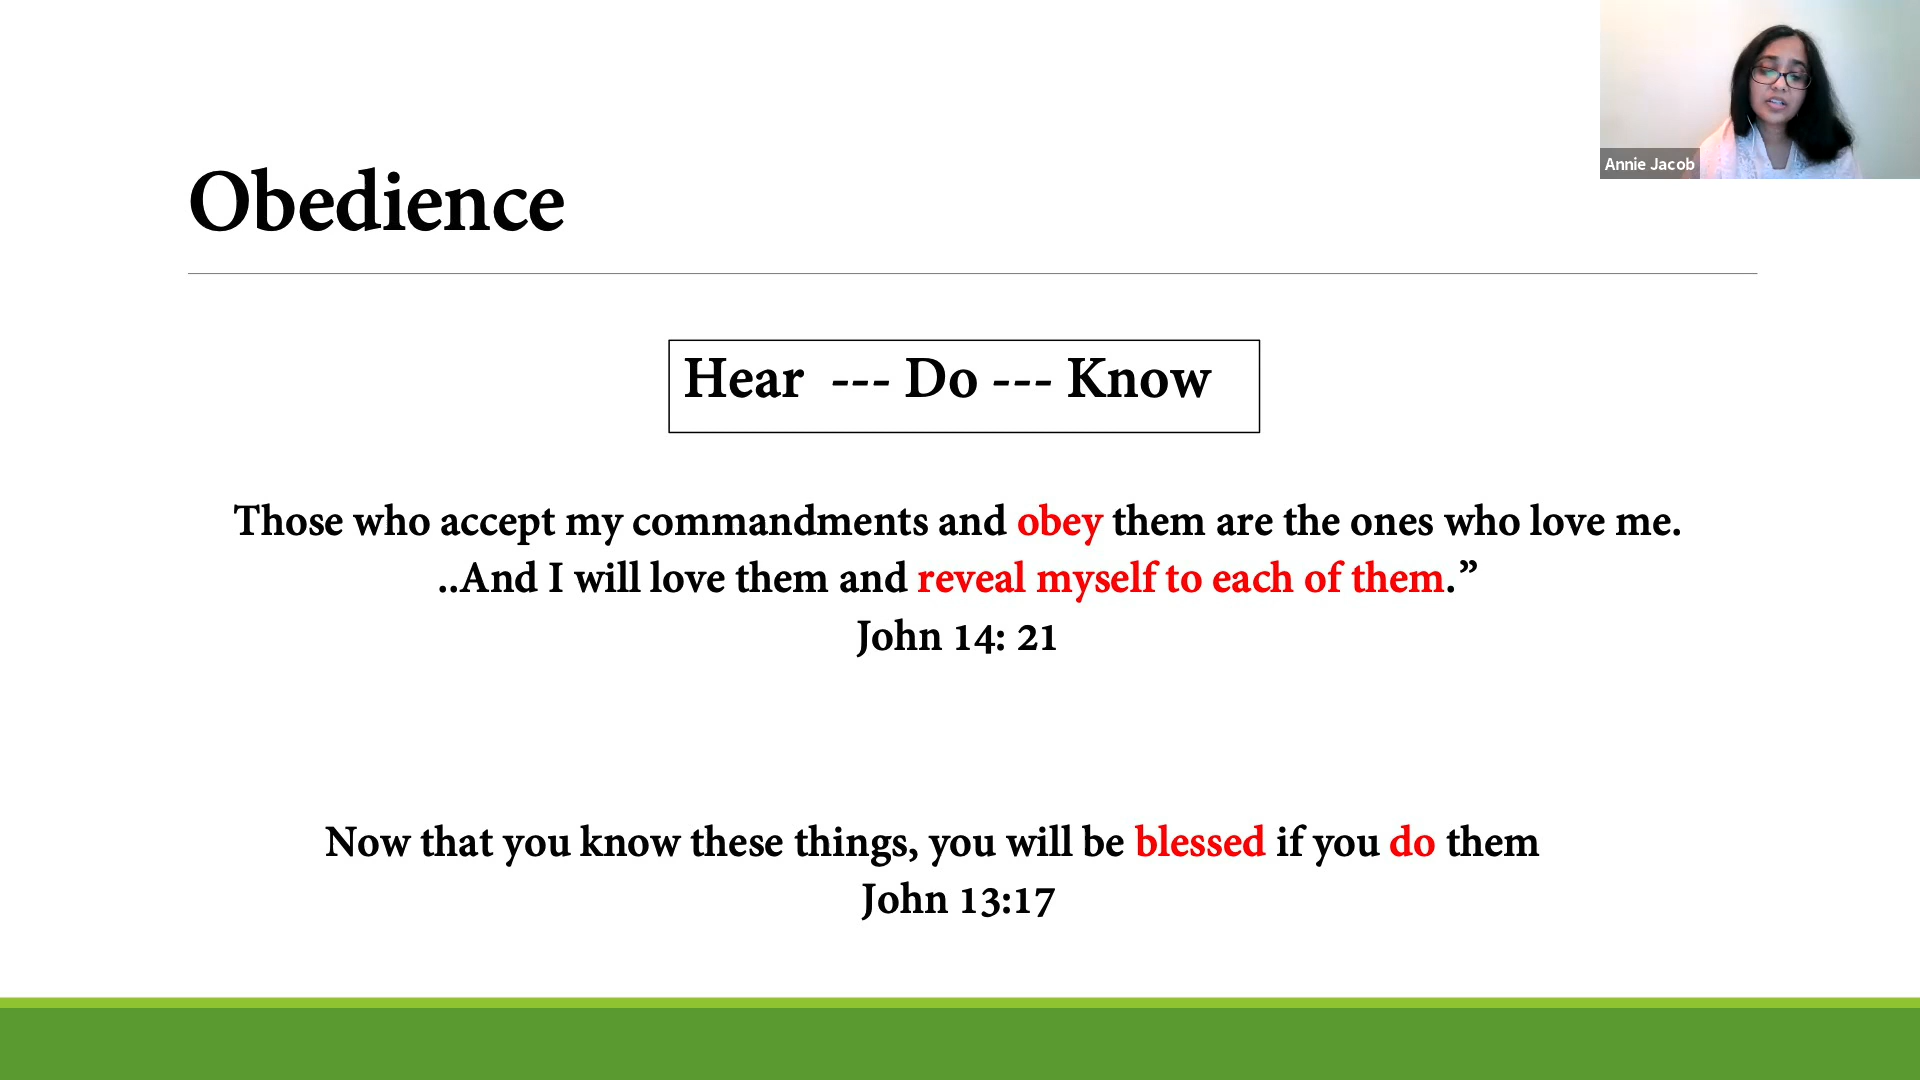 Annie Jacob
Obedience
Hear --- Do --- Know
Those who accept my commandments and obey them are the ones who love me.
..And I will love them and reveal myself to each of them.”
John 14: 21
Now that you know these things, you will be blessed if you do them
John 13:17